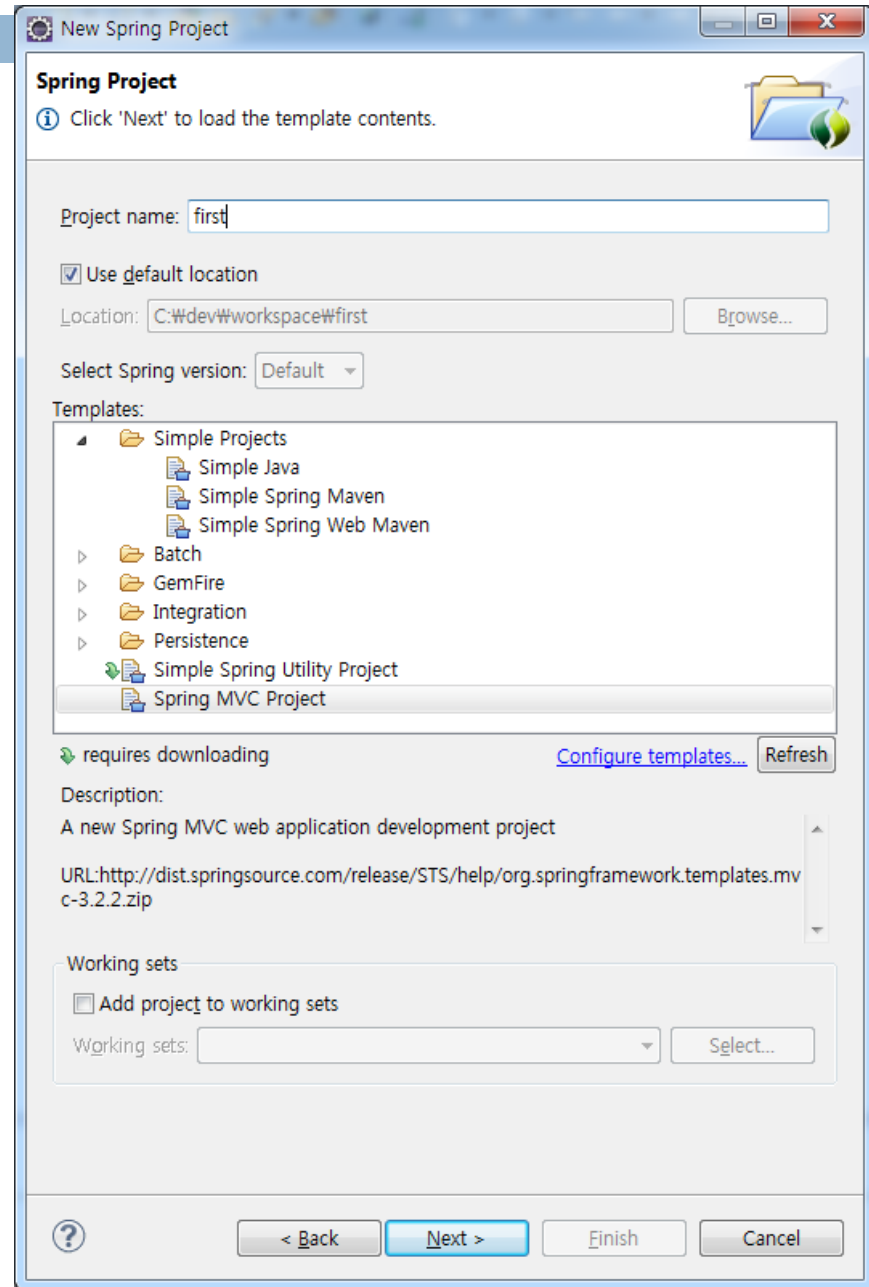 New Spring Project
Spring Project
Click 'Next' to load the template contents.
Project name: first
Use default location
Location: C:₩dev₩workspace₩first Browse...
Select Spring version: Default
Templates:
Simple Projects
Simple Java
Simple Spring Maven
Simple Spring Web Maven
Batch
GemFire
Integration
Persistence
Simple Spring Utility Project
Spring MVC Project
requires downloading Configure templates... Refresh
Description:
A new Spring MVC web application development project
URL:http://dist.springsource.com/release/STS/help/org.springframework.templates.mv
c-3.2.2.zip
Working sets
Add project to working sets
Working sets: Select...
? < Back Next > Finish Cancel